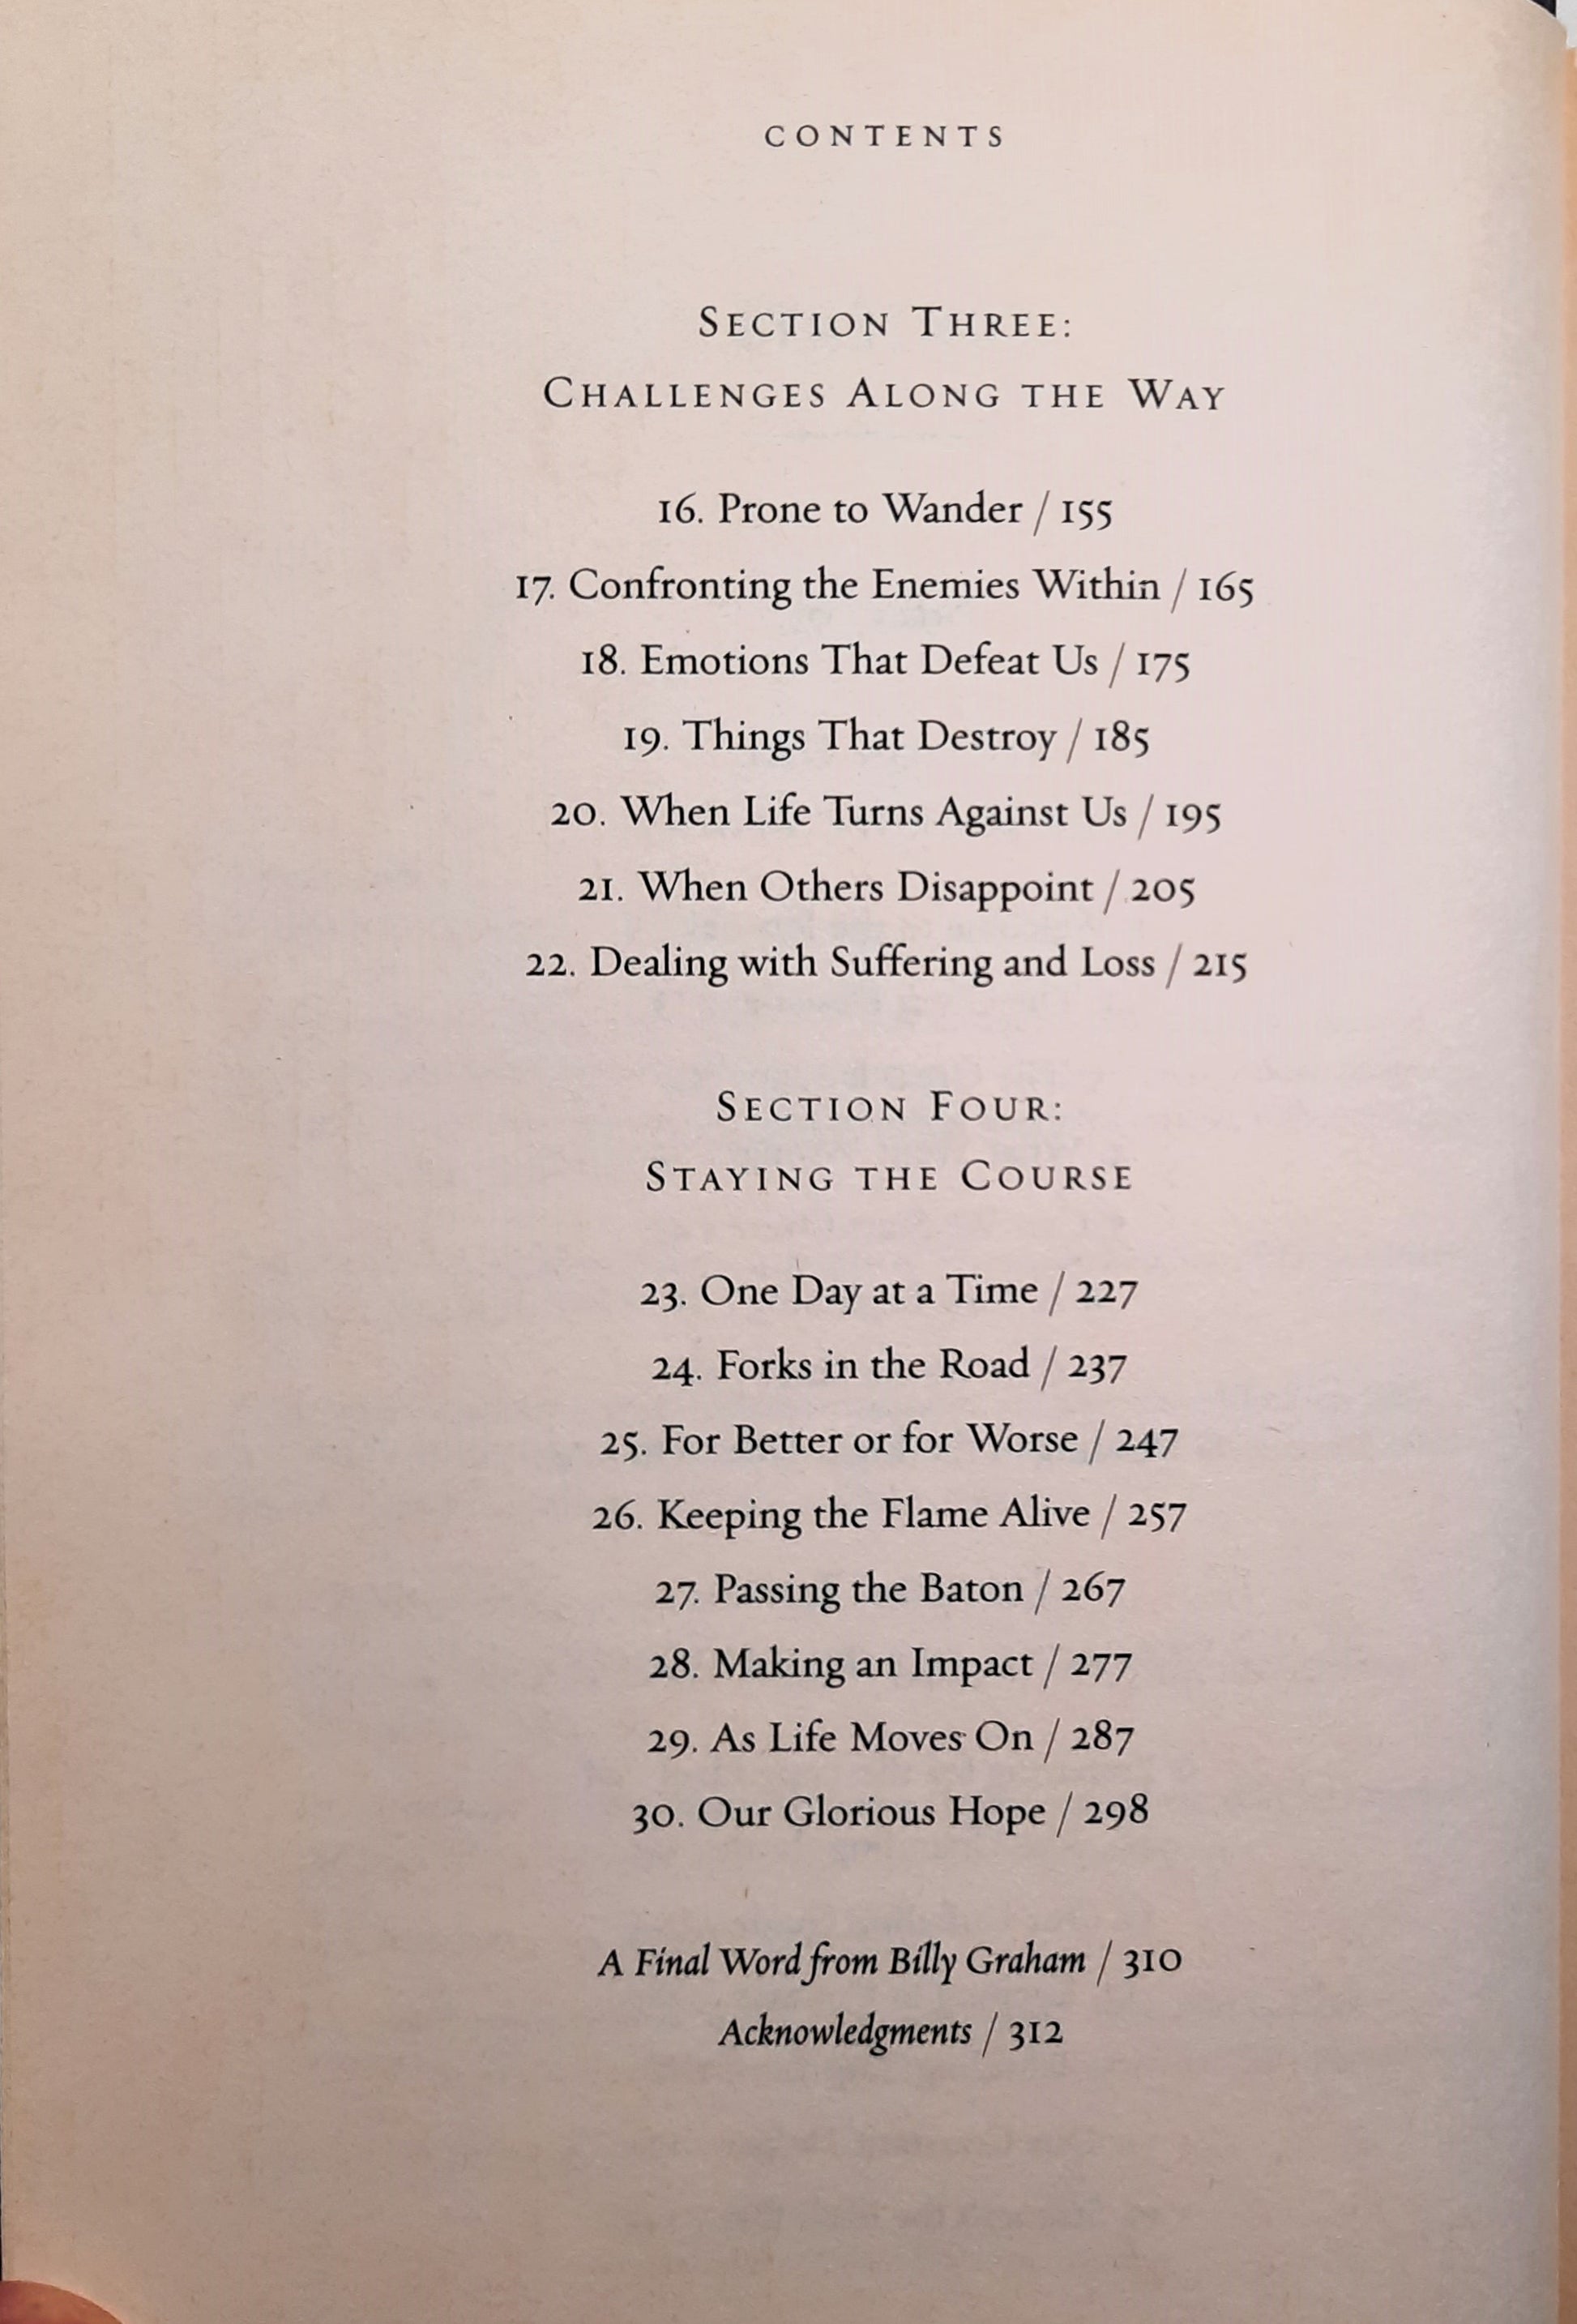 CONTENTS
SECTION THREE:
CHALLENGES ALONG THE WAY
16. Prone to Wander / 155
17. Confronting the Enemies Within / 165
18. Emotions That Defeat Us / 175
19. Things That Destroy / 185
20. When Life Turns Against Us / 195
21. When Others Disappoint / 205
22. Dealing with Suffering and Loss / 215
SECTION FOUR:
STAYING THE COURSE
23. One Day at a Time / 227
24. Forks in the Road / 237
25. For Better or for Worse / 247
26. Keeping the Flame Alive / 257
27. Passing the Baton / 267
28. Making an Impact / 277
29. As Life Moves On / 287
30. Our Glorious Hope / 298
A Final Word from Billy Graham / 310
Acknowledgments / 312